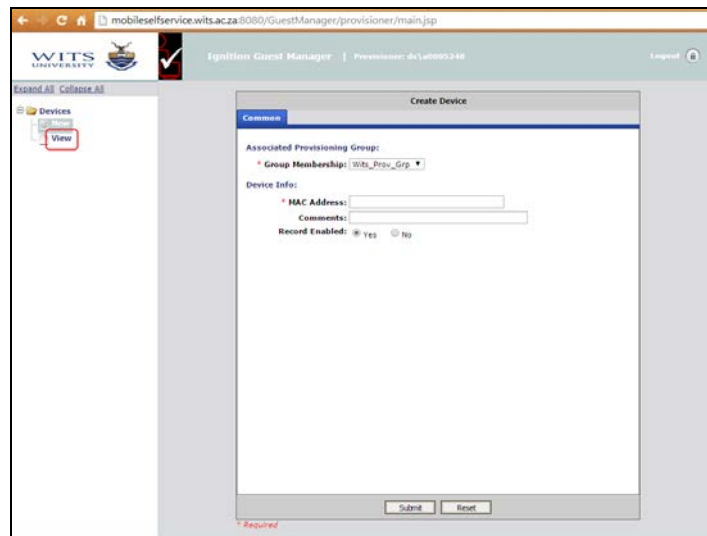 mobileselfservice.wits.ac.za:8080/GuestManager/provisioner/main.jsp
WITS
UNIVERSITY
Ignition Guest Manager | Provisioner:
Logout
Expand All Collapse All
Devices
View
Create Device
Common
Associated Provisioning Group:
* Group Membership: Wits_Prov_Grp
Device Info:
* MAC Address:
Comments:
Record Enabled: Yes No
Submit Reset
* Required